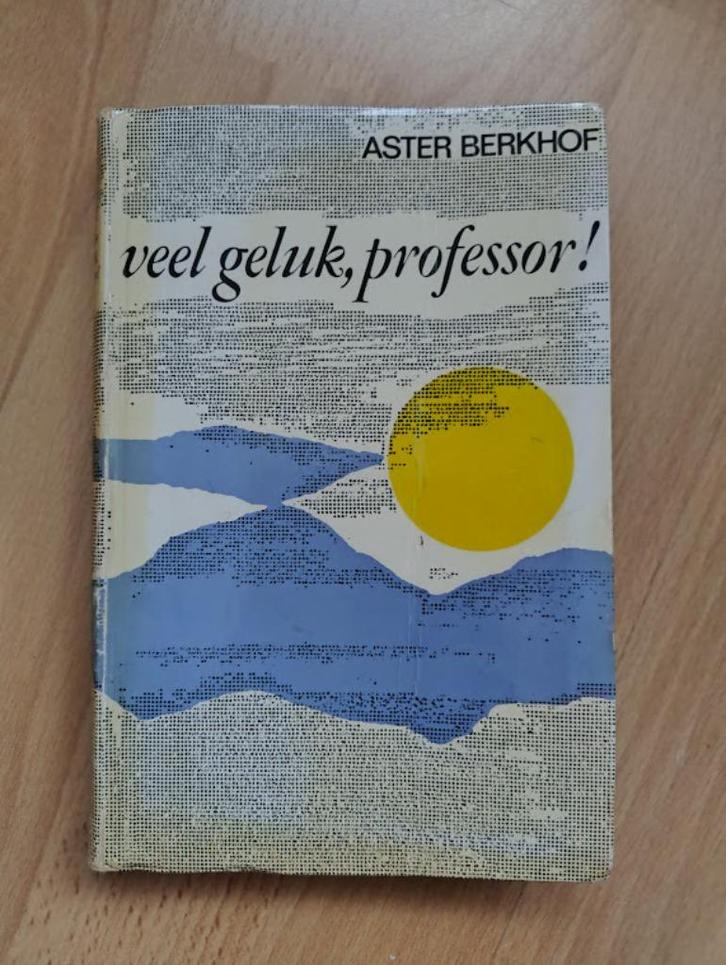 ASTER BERKHOF
veel geluk, professor!